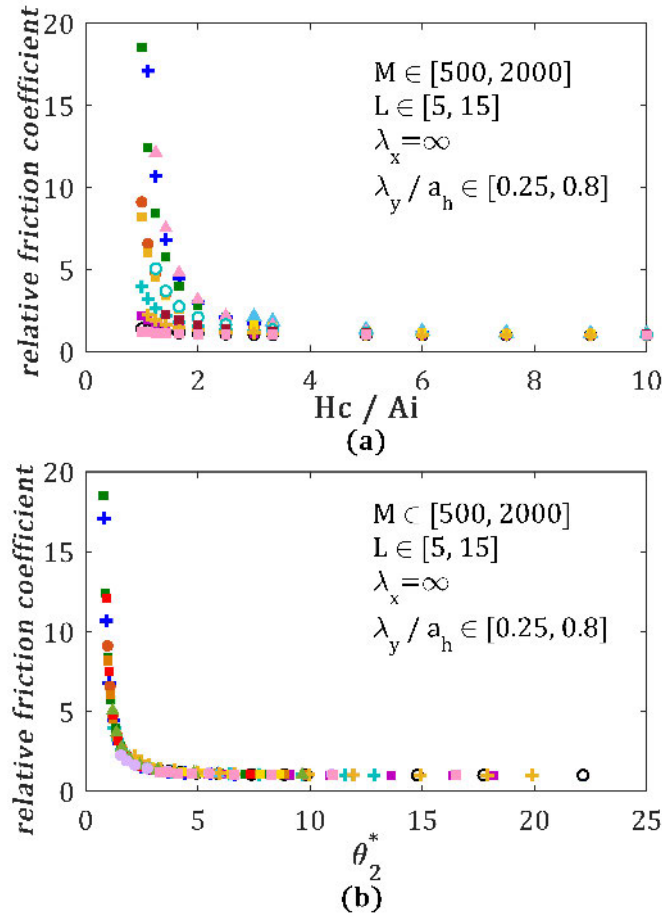 20
15
10
5
0
relative friction coefficient
M ∈ [500, 2000]
L ∈ [5, 15]
λx=∞
λy / ah ∈ [0.25, 0.8]
0 2 4 6 8 10
Hc / Ai
(a)
20
15
10
5
0
relative friction coefficient
M ⊂ [500, 2000]
L ∈ [5, 15]
λx=∞
λy / ah ∈ [0.25, 0.8]
0 5 10 15 20 25
θ2*
(b)